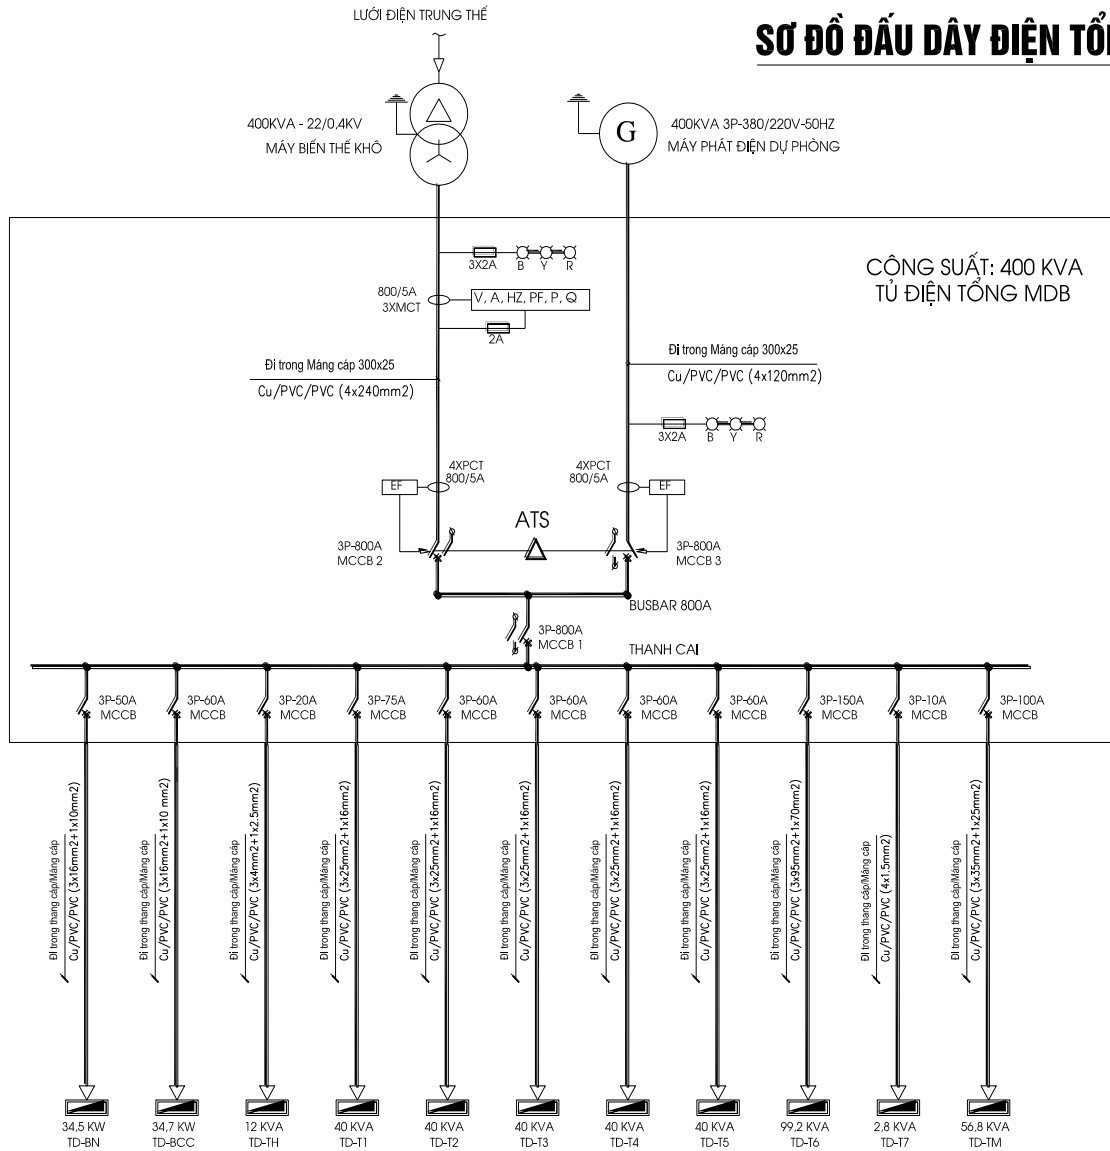 LƯỚI ĐIỆN TRUNG THẾ
SƠ ĐỒ ĐẤU DÂY ĐIỆN
400KVA - 22/0,4KV
MÁY BIẾN THẾ KHÔ
G
400KVA 3P-380/220V-50HZ
MÁY PHÁT ĐIỆN DỰ PHÒNG
CÔNG SUẤT: 400 KVA
TỦ ĐIỆN TỔNG MDB
3X2A B Y R
800/5A
3XMCT
V, A, HZ, PF, P, Q
2A
Đi trong Máng cáp 300x25
Cu/PVC/PVC (4x240mm2)
Đi trong Máng cáp 300x25
Cu/PVC/PVC (4x120mm2)
3X2A B Y R
EF
4XPCT
800/5A
4XPCT
800/5A
EF
ATS
3P-800A
MCCB 2
3P-800A
MCCB 3
BUSBAR 800A
3P-800A
MCCB 1
THANH CAI
3P-50A
MCCB
3P-60A
MCCB
3P-20A
MCCB
3P-75A
MCCB
3P-60A
MCCB
3P-60A
MCCB
3P-60A
MCCB
3P-60A
MCCB
3P-150A
MCCB
3P-10A
MCCB
3P-100A
MCCB
Đi trong thang cáp/Máng cáp
Cu/PVC/PVC (3x16mm2+1x10mm2)
Đi trong thang cáp/Máng cáp
Cu/PVC/PVC (3x16mm2+1x10 mm2)
Đi trong thang cáp/Máng cáp
Cu/PVC/PVC (3x4mm2+1x2.5mm2)
Đi trong thang cáp/Máng cáp
Cu/PVC/PVC (3x25mm2+1x16mm2)
Đi trong thang cáp/Máng cáp
Cu/PVC/PVC (3x25mm2+1x16mm2)
Đi trong thang cáp/Máng cáp
Cu/PVC/PVC (3x25mm2+1x16mm2)
Đi trong thang cáp/Máng cáp
Cu/PVC/PVC (3x25mm2+1x16mm2)
Đi trong thang cáp/Máng cáp
Cu/PVC/PVC (3x25mm2+1x16mm2)
Đi trong thang cáp/Máng cáp
Cu/PVC/PVC (3x95mm2+1x70mm2)
Đi trong thang cáp/Máng cáp
Cu/PVC/PVC (4x1.5mm2)
Đi trong thang cáp/Máng cáp
Cu/PVC/PVC (3x35mm2+1x25mm2)
34,5 KW
TD-BN
34,7 KW
TD-BCC
12 KVA
TD-TH
40 KVA
TD-T1
40 KVA
TD-T2
40 KVA
TD-T3
40 KVA
TD-T4
40 KVA
TD-T5
99,2 KVA
TD-T6
2,8 KVA
TD-T7
56,8 KVA
TD-TM